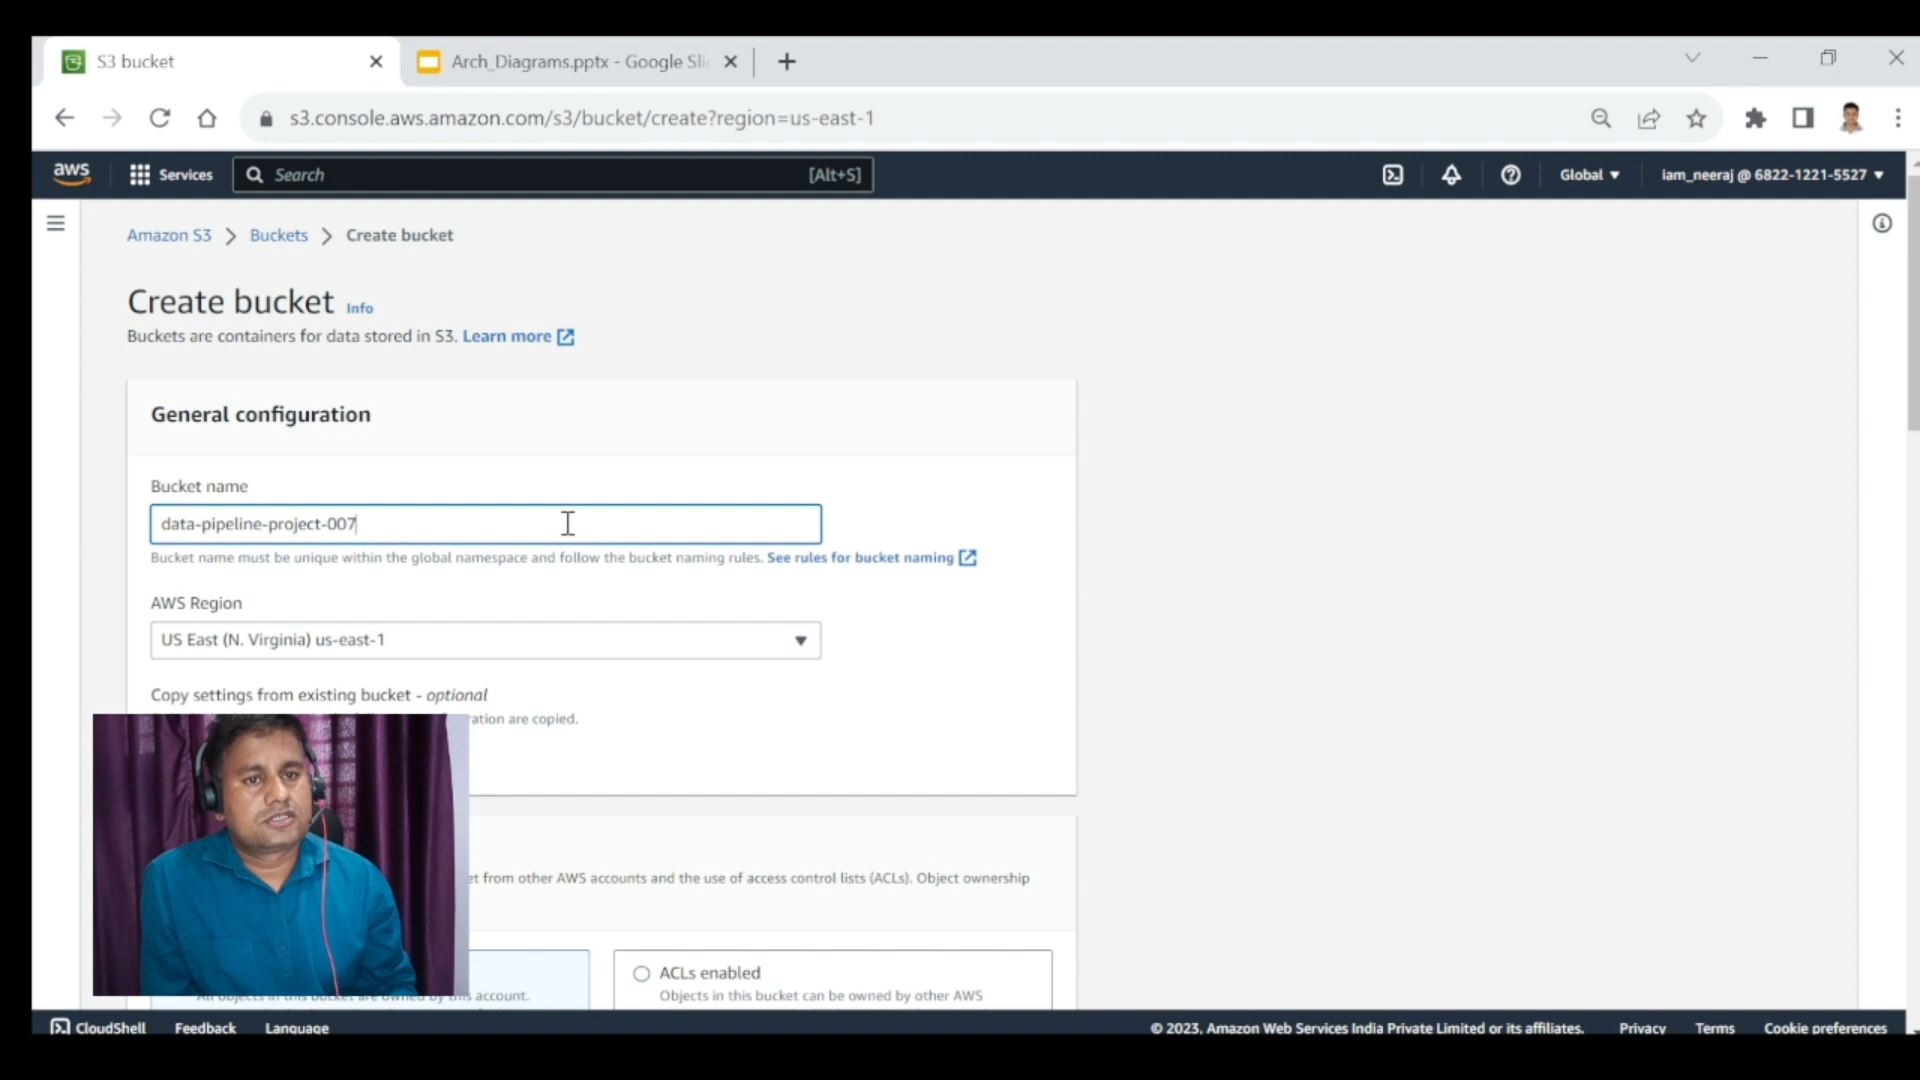 S3 bucket
Arch_Diagrams.pptx - Google Sli
s3.console.aws.amazon.com/s3/bucket/create?region=us-east-1
aws
Services
Search
[Alt+S]
Global
iam_neeraj @ 6822-1221-5527
Amazon S3 > Buckets > Create bucket
Create bucket Info
Buckets are containers for data stored in S3. Learn more
General configuration
Bucket name
data-pipeline-project-007
Bucket name must be unique within the global namespace and follow the bucket naming rules. See rules for bucket naming
AWS Region
US East (N. Virginia) us-east-1
Copy settings from existing bucket - optional
ation are copied.
et from other AWS accounts and the use of access control lists (ACLs). Object ownership
ACLs enabled
All objects in this bucket are owned by this account.
Objects in this bucket can be owned by other AWS
CloudShell
Feedback
Language
© 2023, Amazon Web Services India Private Limited or its affiliates.
Privacy
Terms
Cookie preferences